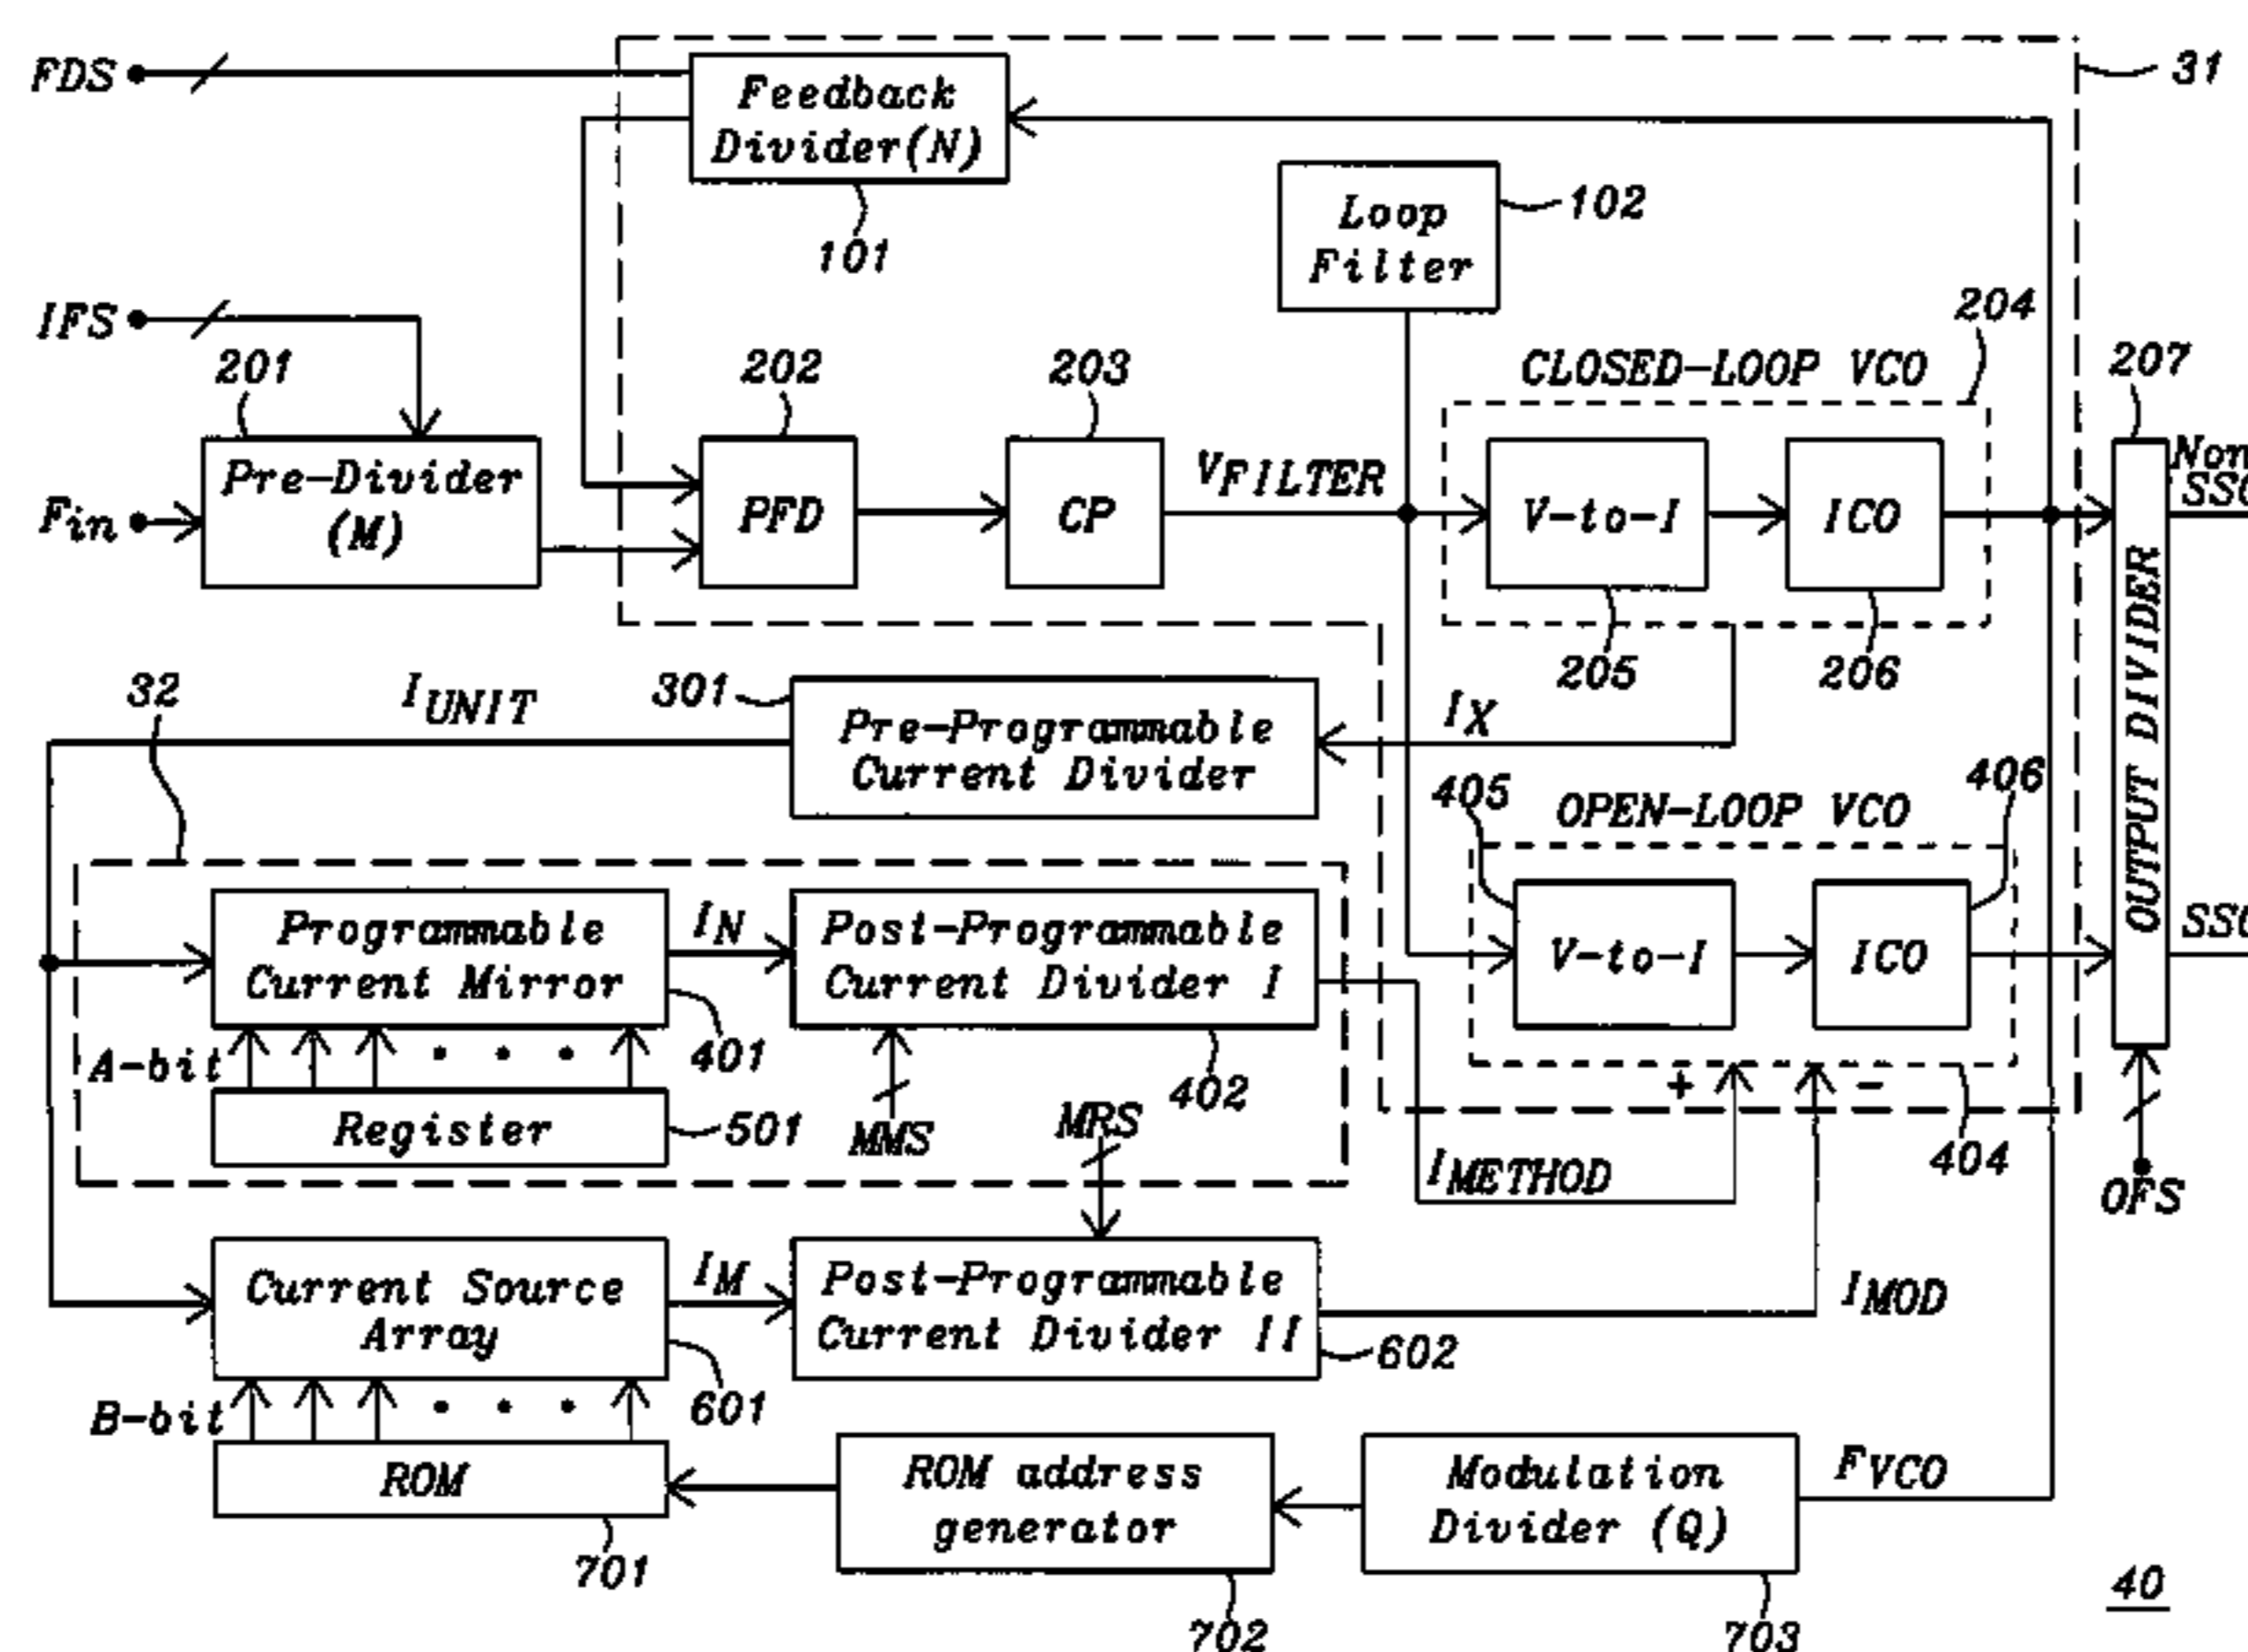 FDS
Feedback
Divider(N)
31
101
Loop
Filter
102
IFS
201
202
203
204
CLOSED-LOOP VCO
207
Fin
Pre-Divider
(M)
PFD
CP
VFILTER
V-to-I
ICO
Non
205
206
OUTPUT DIVIDER
32
IUNIT
301
Pre-Programmable
Current Divider
IX
405
OPEN-LOOP VCO
406
Programmable
Current Mirror
IN
Post-Programmable
Current Divider I
V-to-I
ICO
A-bit
401
402
+
-
Register
501
MMS
MRS
404
IMETHOD
OFS
Current Source
Array
IM
Post-Programmable
Current Divider II
IMOD
602
B-bit
601
ROM
ROM address
generator
Modulation
Divider (Q)
FVCO
701
702
703
40